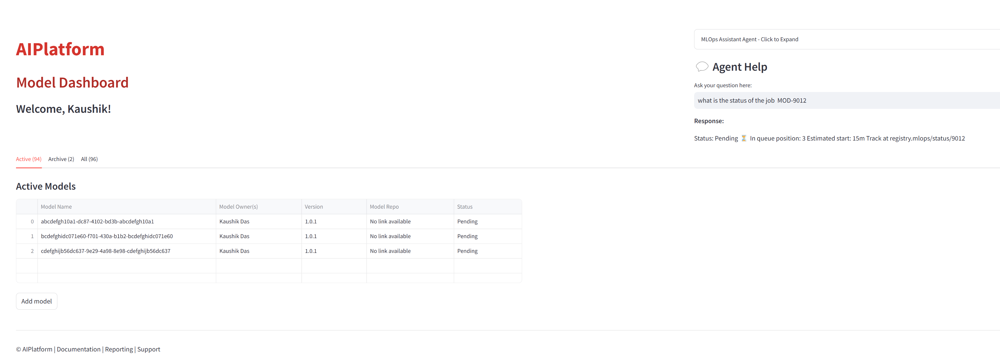 AIPlatform
Model Dashboard
Welcome, Kaushik!
MLOps Assistant Agent - Click to Expand
Agent Help
Ask your question here:
what is the status of the job  MOD-9012
Response:
Status: Pending ⏳ In queue position: 3 Estimated start: 15m Track at registry.mlops/status/9012
Active (94) Archive (2) All (96)
Active Models
Model Name Model Owner(s) Version Model Repo Status
0 abcdefgh10a1-dc87-4102-bd3b-abcdefgh10a1 Kaushik Das 1.0.1 No link available Pending
1 bcdefghidc071e60-f701-430a-b1b2-bcdefghidc071e60 Kaushik Das 1.0.1 No link available Pending
2 cdefghijb56dc637-9e29-4a98-8e98-cdefghijb56dc637 Kaushik Das 1.0.1 No link available Pending
Add model
© AIPlatform | Documentation | Reporting | Support